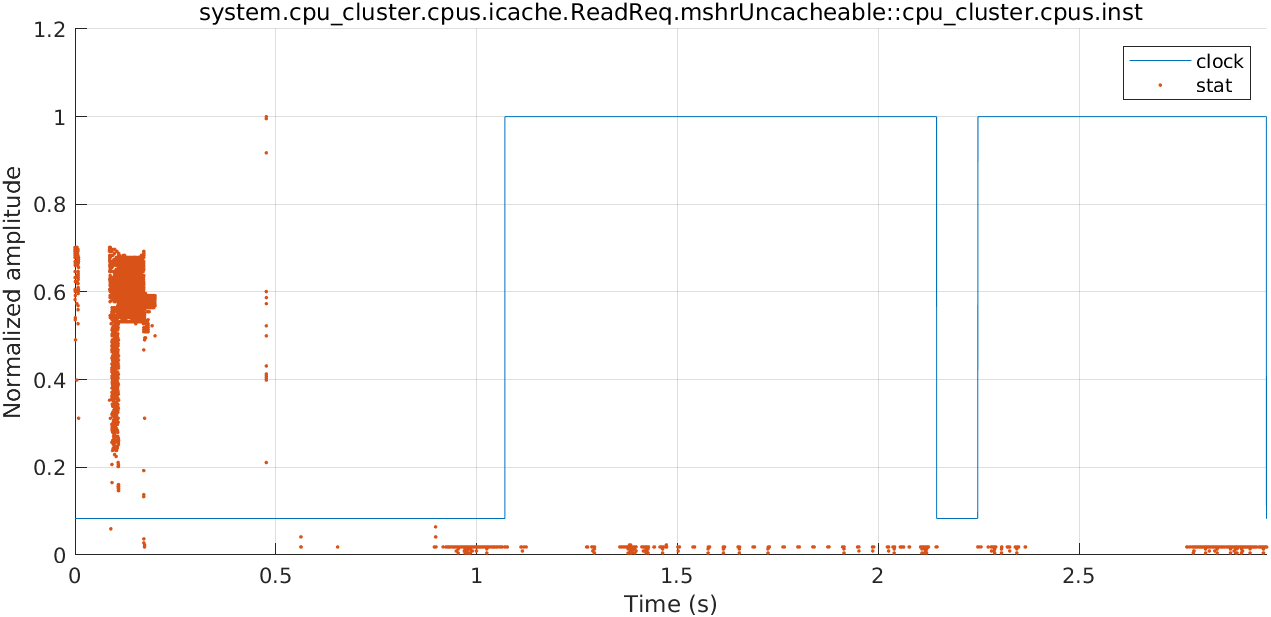 system.cpu_cluster.cpus.icache.ReadReq.mshrUncacheable::cpu_cluster.cpus.inst
1.2
1
0.8
0.6
0.4
0.2
0
Normalized amplitude
clock
stat
0 0.5 1 1.5 2 2.5
Time (s)